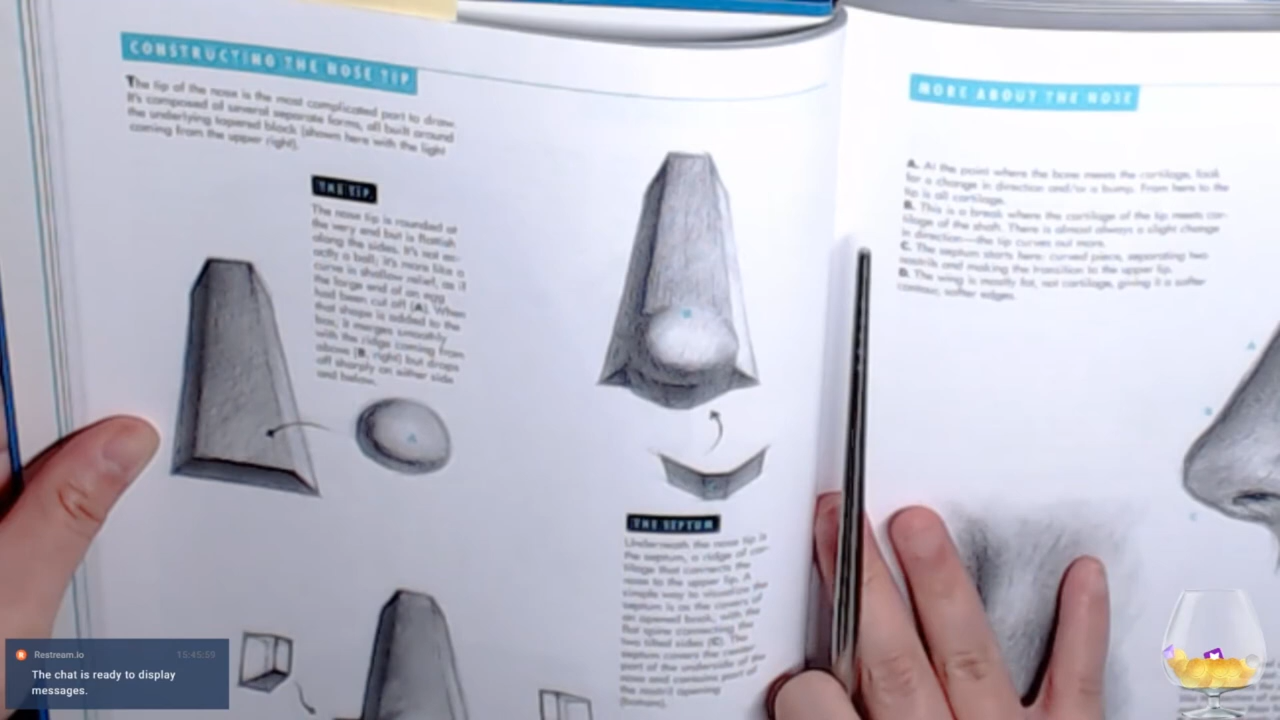 CONSTRUCTING THE NOSE TIP
The tip of the nose is the most complicated part to draw.
It's composed of several separate forms, all built around
the underlying tapered block (shown here with the light
coming from the upper right).
THE TIP
The nose tip is rounded at
the very end but is flattish
along the sides. It's not ex-
actly a ball; it's more like a
curve in shallow relief, as if
the large end of an egg
had been cut off (A). When
that shape is added to the
box, it merges smoothly
with the ridge coming from
above (B, right) but drops
off sharply on either side
and below.
THE SEPTUM
Underneath the nose tip is
the septum, a ridge of car-
tilage that connects the
nose to the upper lip. A
simple way to visualize the
septum is as the covers of
an opened book, with the
flat spine connecting the
two tilted sides (C). The
septum covers the center
part of the underside of the
nose and contains part of
the nostril opening
(bottom).
MORE ABOUT THE NOSE
A. At the point where the bone meets the cartilage, look
for a change in direction and/or a bump. From here to the
tip is all cartilage.
B. This is a break where the cartilage of the tip meets car-
tilage of the shaft. There is almost always a slight change
in direction—the tip curves out more.
C. The septum starts here: curved piece, separating two
nostrils and making the transition to the upper lip.
D. The wing is mostly fat, not cartilage, giving it a softer
contour, softer edges.
Restream.io 15:45:59
The chat is ready to display
messages.